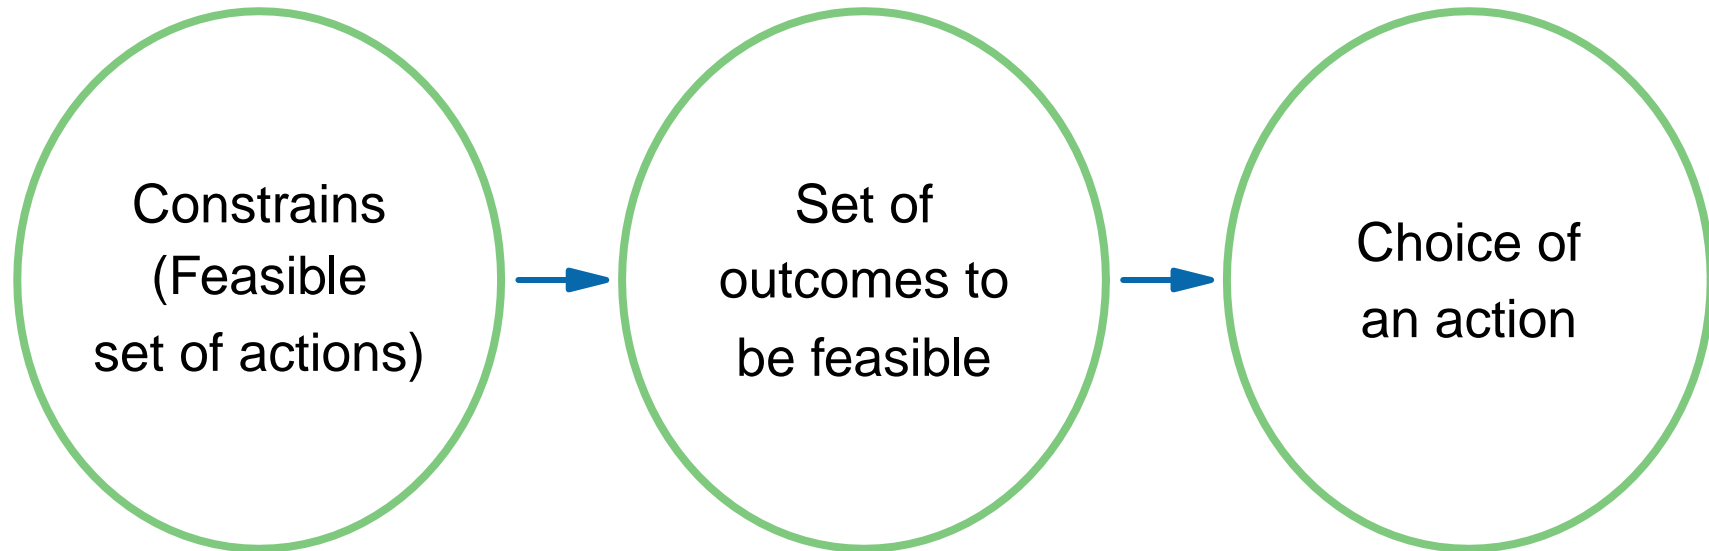 Constrains
(Feasible
set of actions)
Set of
outcomes to
be feasible
Choice of
an action